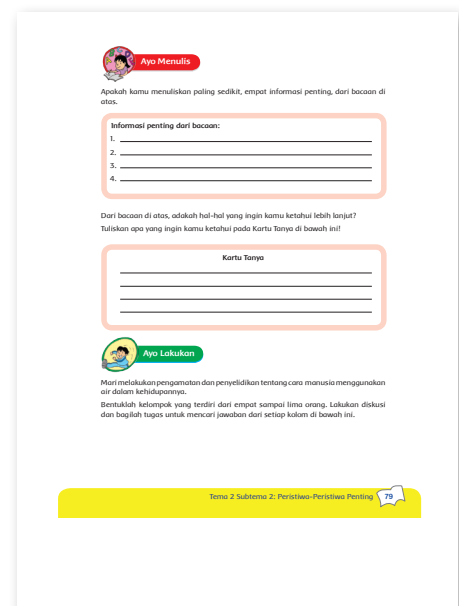 Ayo Menulis
Apakah kamu menuliskan paling sedikit, empat informasi penting, dari bacaan di
atas.
Informasi penting dari bacaan:
1.
2.
3.
4.
Dari bacaan di atas, adakah hal-hal yang ingin kamu ketahui lebih lanjut?
Tuliskan apa yang ingin kamu ketahui pada Kartu Tanya di bawah ini!
Kartu Tanya
Ayo Lakukan
Mari melakukan pengamatan dan penyelidikan tentang cara manusia menggunakan
air dalam kehidupannya.
Bentuklah kelompok yang terdiri dari empat sampai lima orang. Lakukan diskusi
dan bagilah tugas untuk mencari jawaban dari setiap kolom di bawah ini.
Tema 2 Subtema 2: Peristiwa-Peristiwa Penting 79